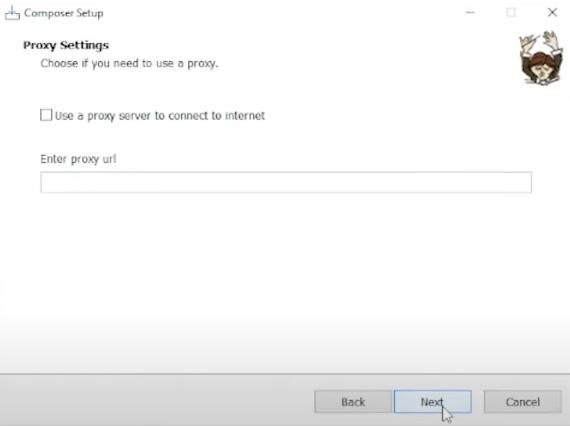 Composer Setup
Proxy Settings
Choose if you need to use a proxy.
Use a proxy server to connect to internet
Enter proxy url
Back
Next
Cancel